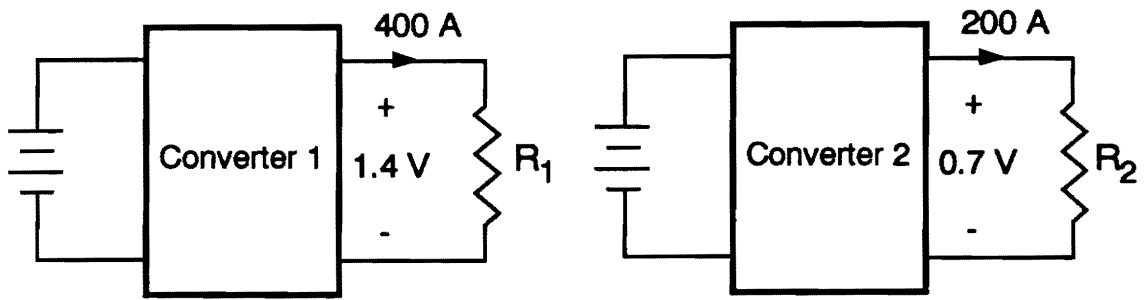 400 A
+
Converter 1
1.4 V
R1
-
200 A
+
Converter 2
0.7 V
R2
-